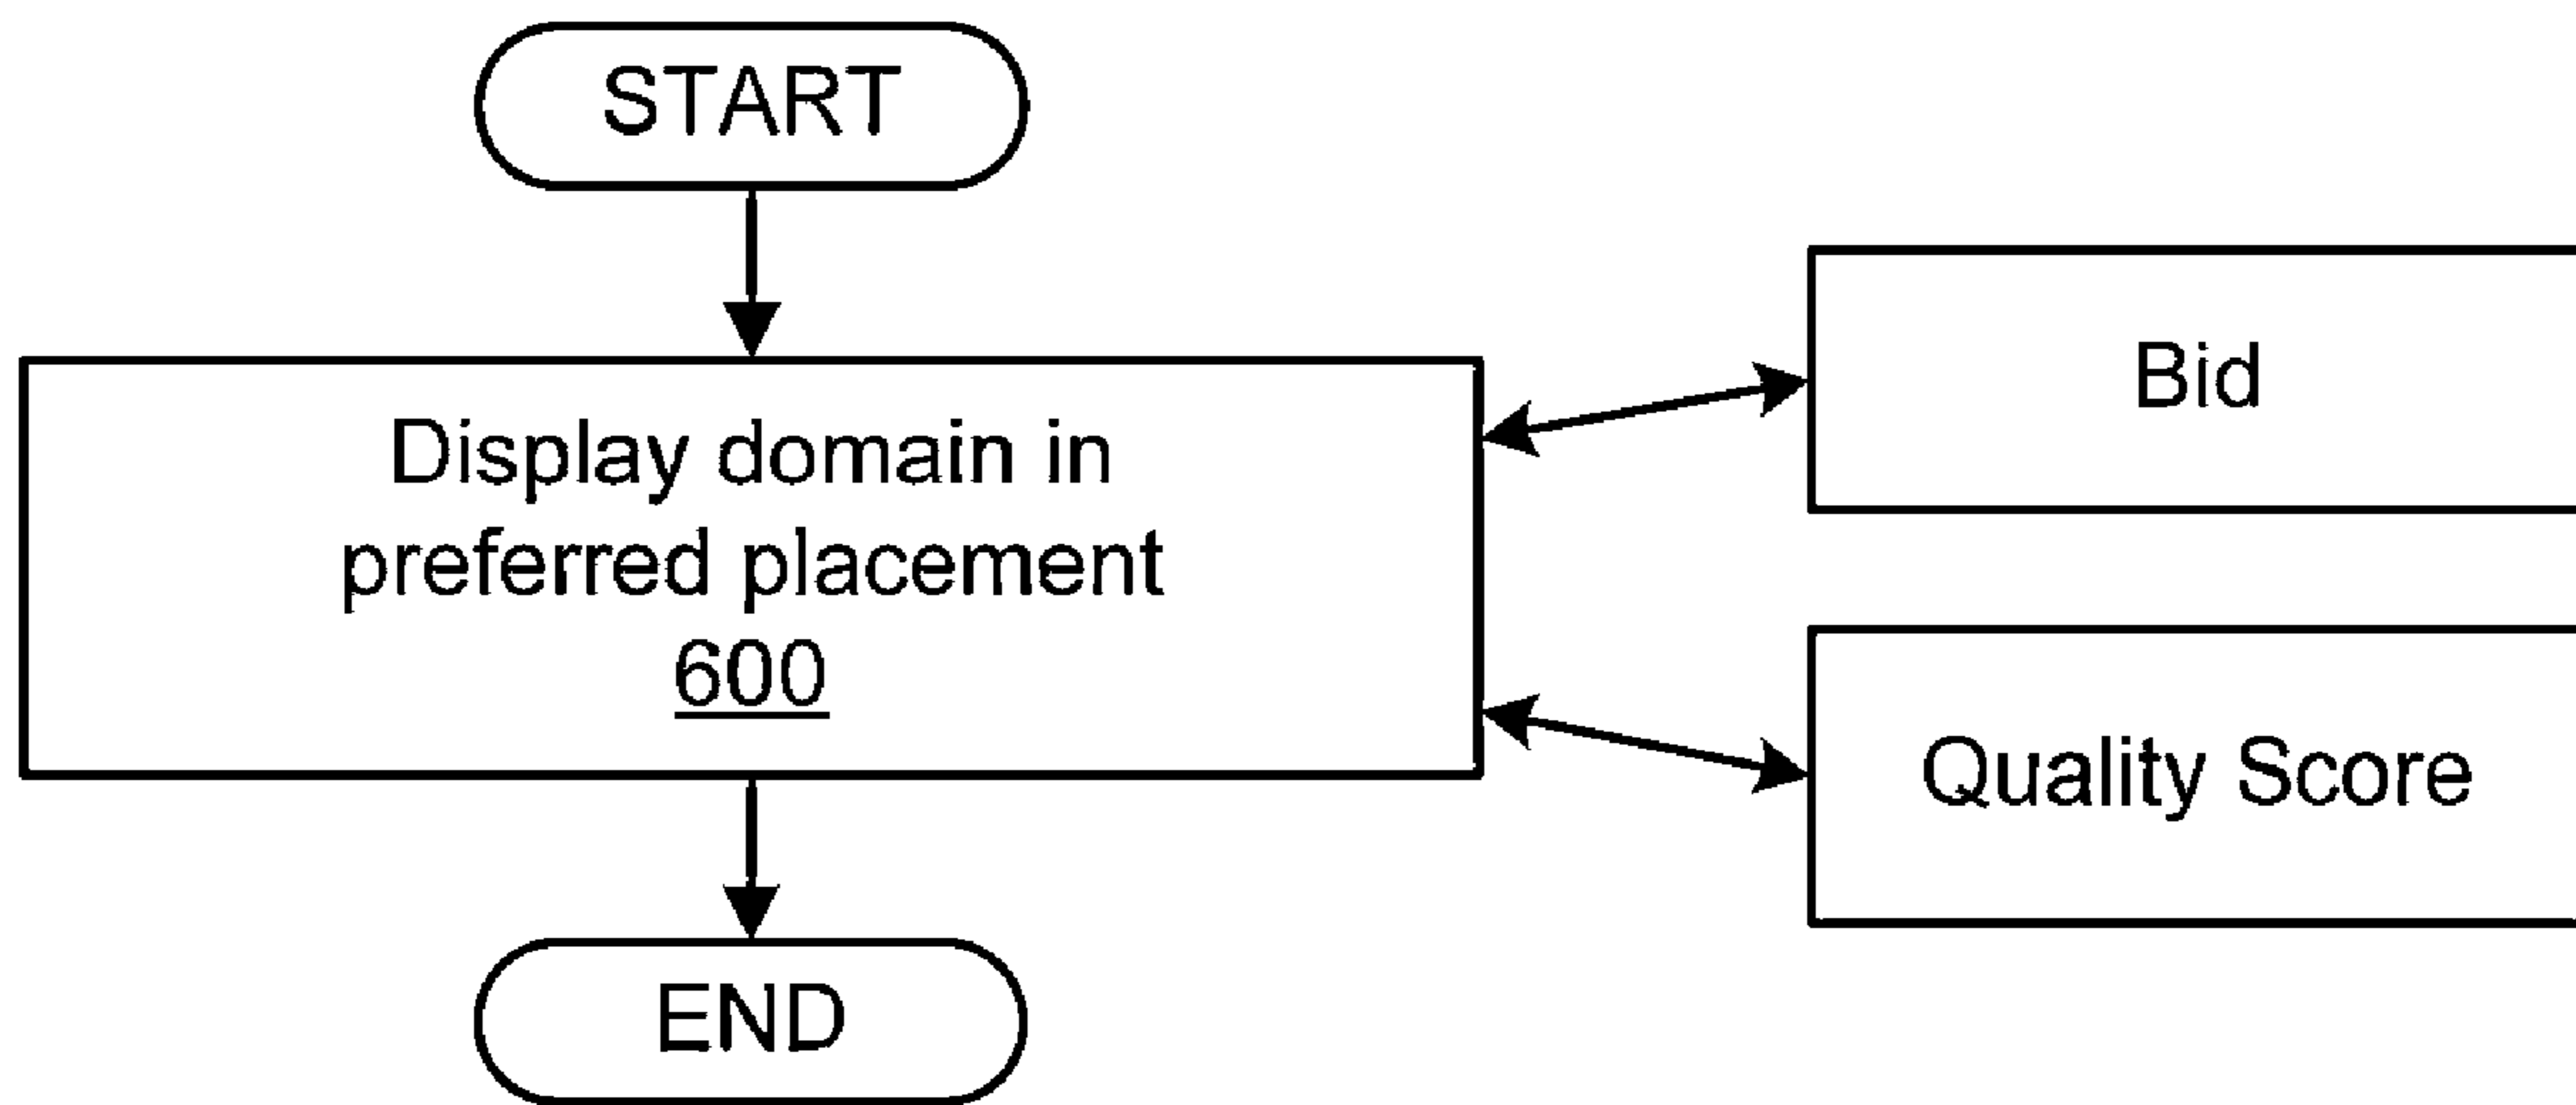 START
Display domain in
preferred placement
600
Bid
Quality Score
END